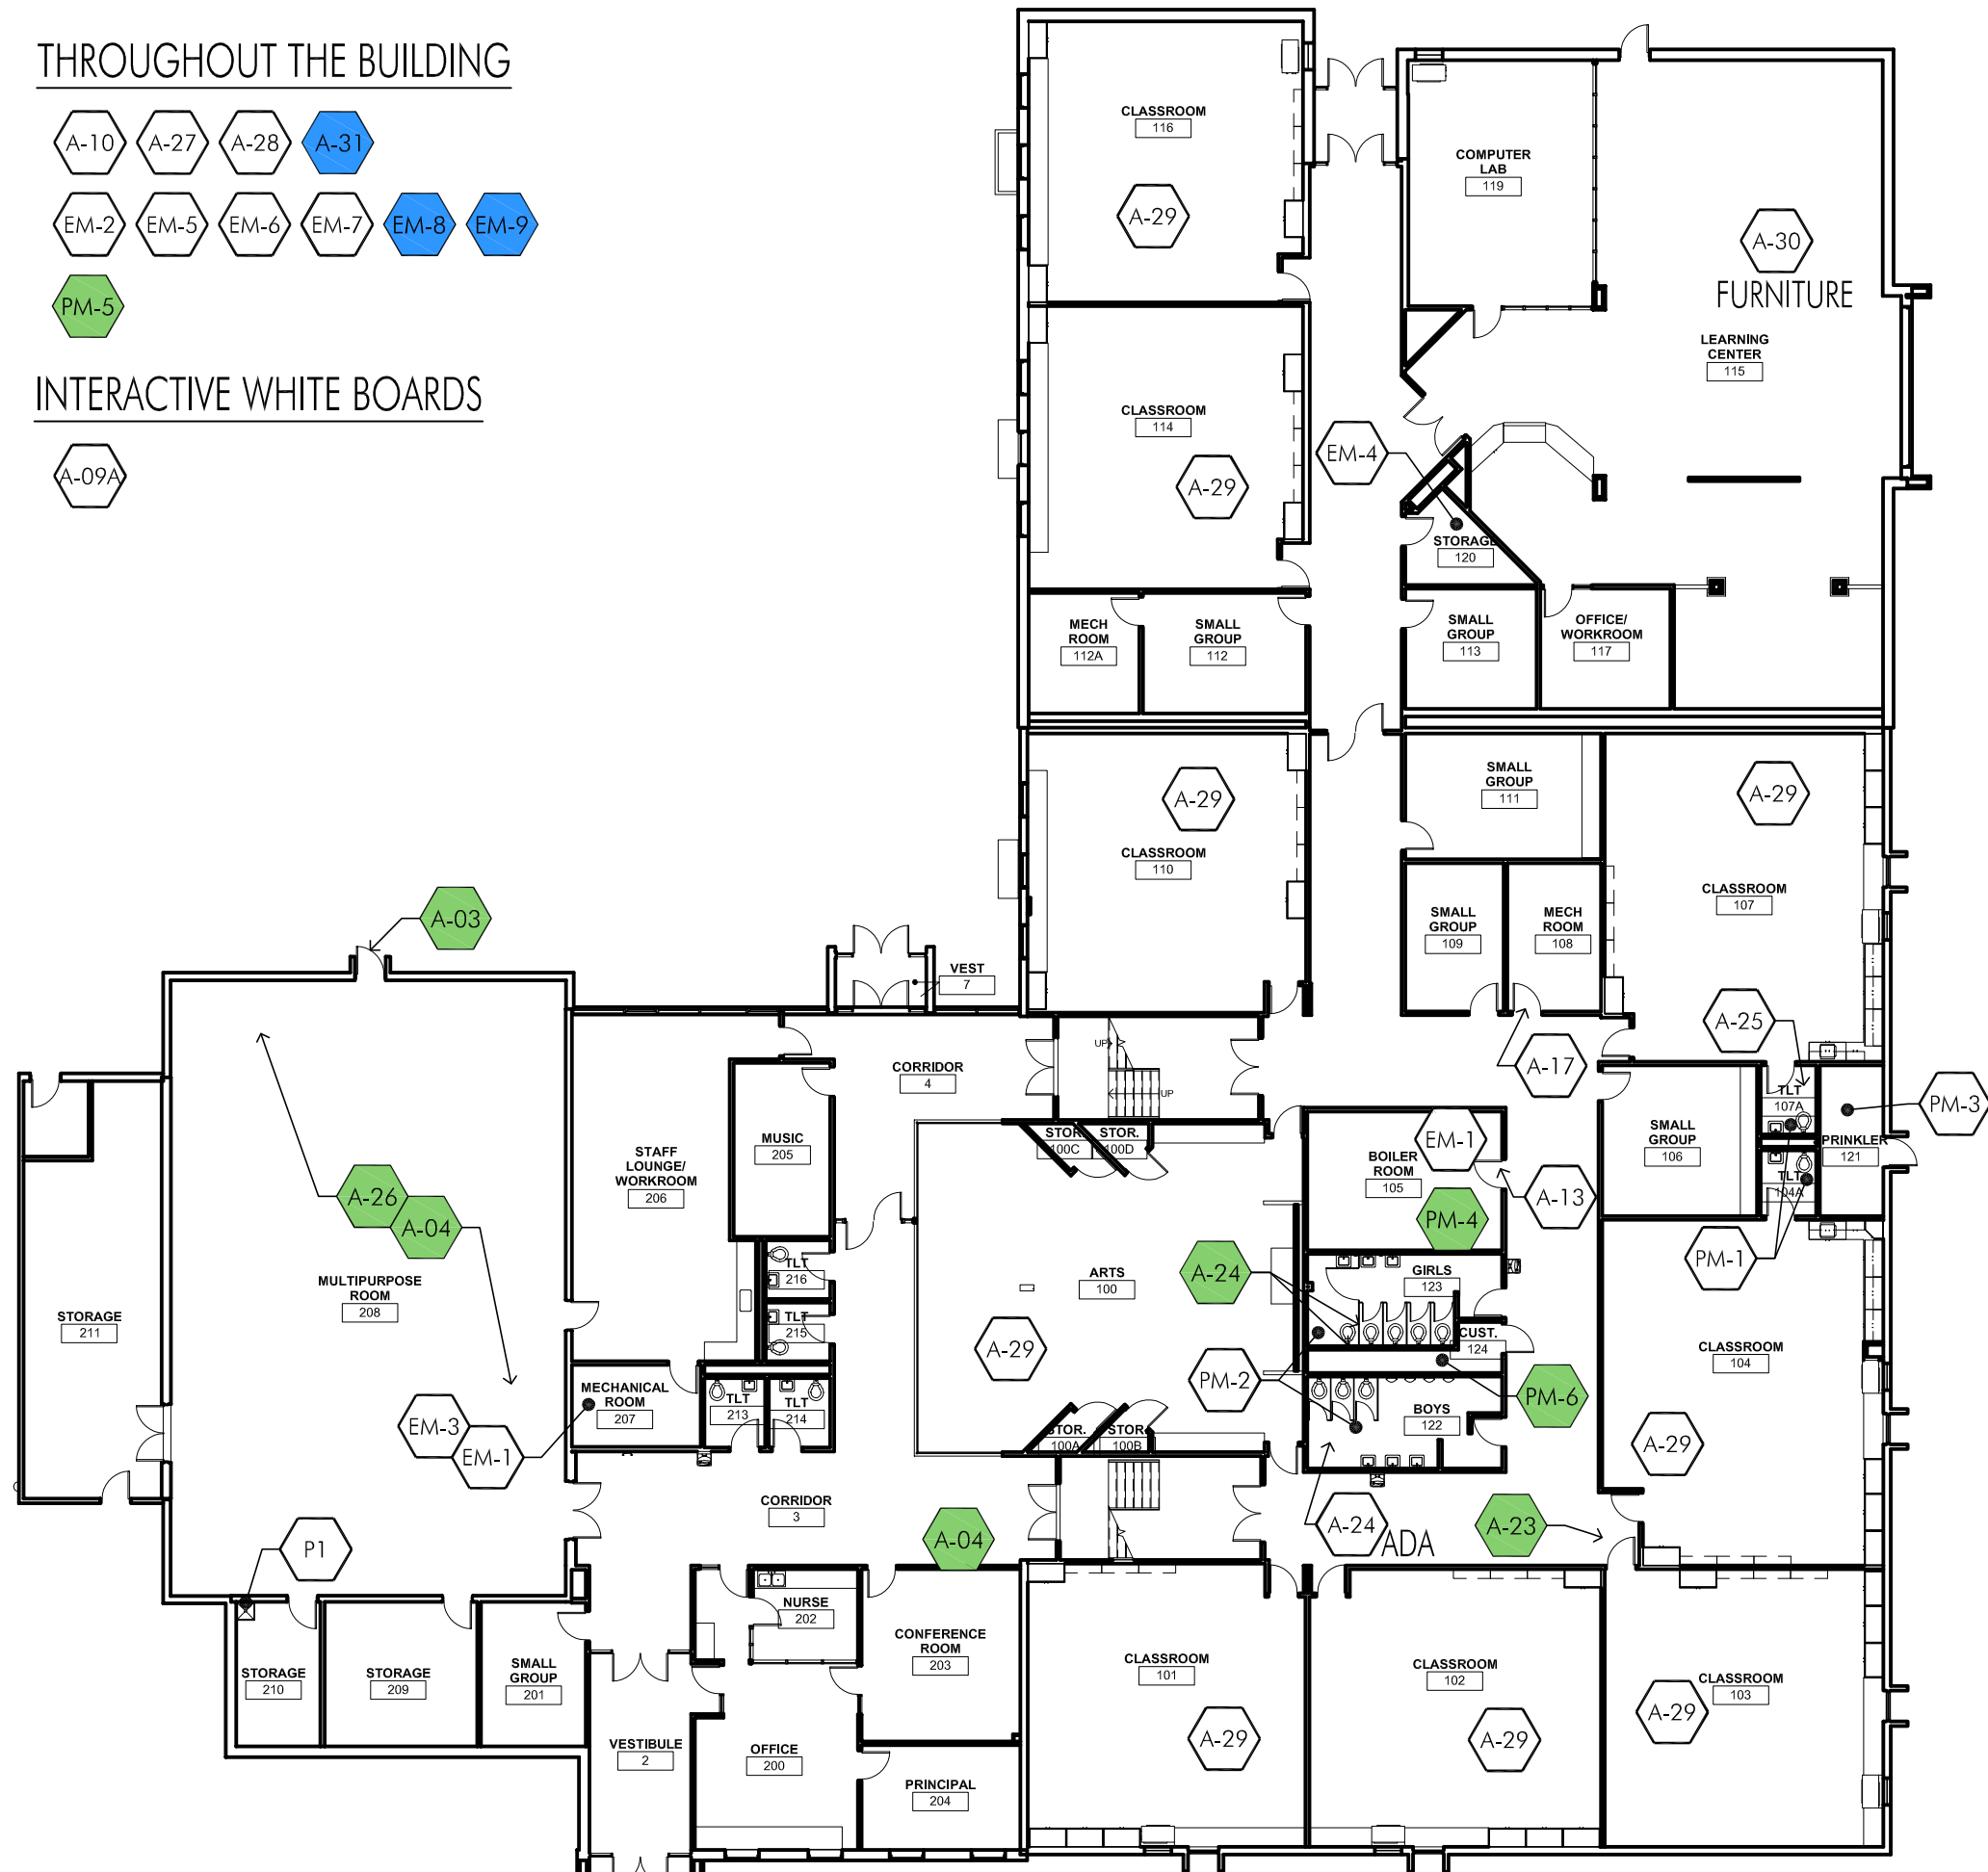 THROUGHOUT THE BUILDING
A-10 A-27 A-28 A-31
EM-2 EM-5 EM-6 EM-7 EM-8 EM-9
PM-5
INTERACTIVE WHITE BOARDS
A-09A
CLASSROOM
116
A-29
COMPUTER
LAB
119
A-30
FURNITURE
LEARNING
CENTER
115
CLASSROOM
114
A-29
EM-4
STORAGE
120
MECH
ROOM
112A
SMALL
GROUP
112
SMALL
GROUP
113
OFFICE/
WORKROOM
117
A-29
CLASSROOM
110
SMALL
GROUP
111
A-29
CLASSROOM
107
SMALL
GROUP
109
MECH
ROOM
108
A-03
VEST
7
A-25
A-17
CORRIDOR
4
UP
UP
TLT
107A
PM-3
STOR.
100C
STOR.
100D
MUSIC
205
STAFF
LOUNGE/
WORKROOM
206
EM-1
BOILER
ROOM
105
A-13
PM-4
SMALL
GROUP
106
PRINKLER
121
TLT
104A
PM-1
A-26
A-04
MULTIPURPOSE
ROOM
208
STORAGE
211
TLT
216
TLT
215
ARTS
100
A-24
GIRLS
123
CUST.
124
A-29
CLASSROOM
104
PM-2
PM-6
MECHANICAL
ROOM
207
TLT
213
TLT
214
BOYS
122
EM-3
EM-1
STOR.
100A
STOR.
100B
A-29
CORRIDOR
3
A-04
A-24
ADA
A-23
P1
NURSE
202
CONFERENCE
ROOM
203
STORAGE
210
STORAGE
209
SMALL
GROUP
201
CLASSROOM
101
CLASSROOM
102
CLASSROOM
103
A-29
A-29
A-29
VESTIBULE
2
OFFICE
200
PRINCIPAL
204